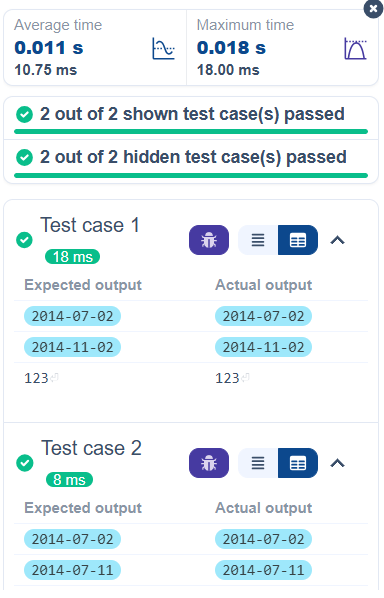 Average time
0.011 s
10.75 ms
Maximum time
0.018 s
18.00 ms
2 out of 2 shown test case(s) passed
2 out of 2 hidden test case(s) passed
Test case 1
18 ms
Expected output Actual output
2014-07-02 2014-07-02
2014-11-02 2014-11-02
123⏎ 123⏎
Test case 2
8 ms
Expected output Actual output
2014-07-02 2014-07-02
2014-07-11 2014-07-11